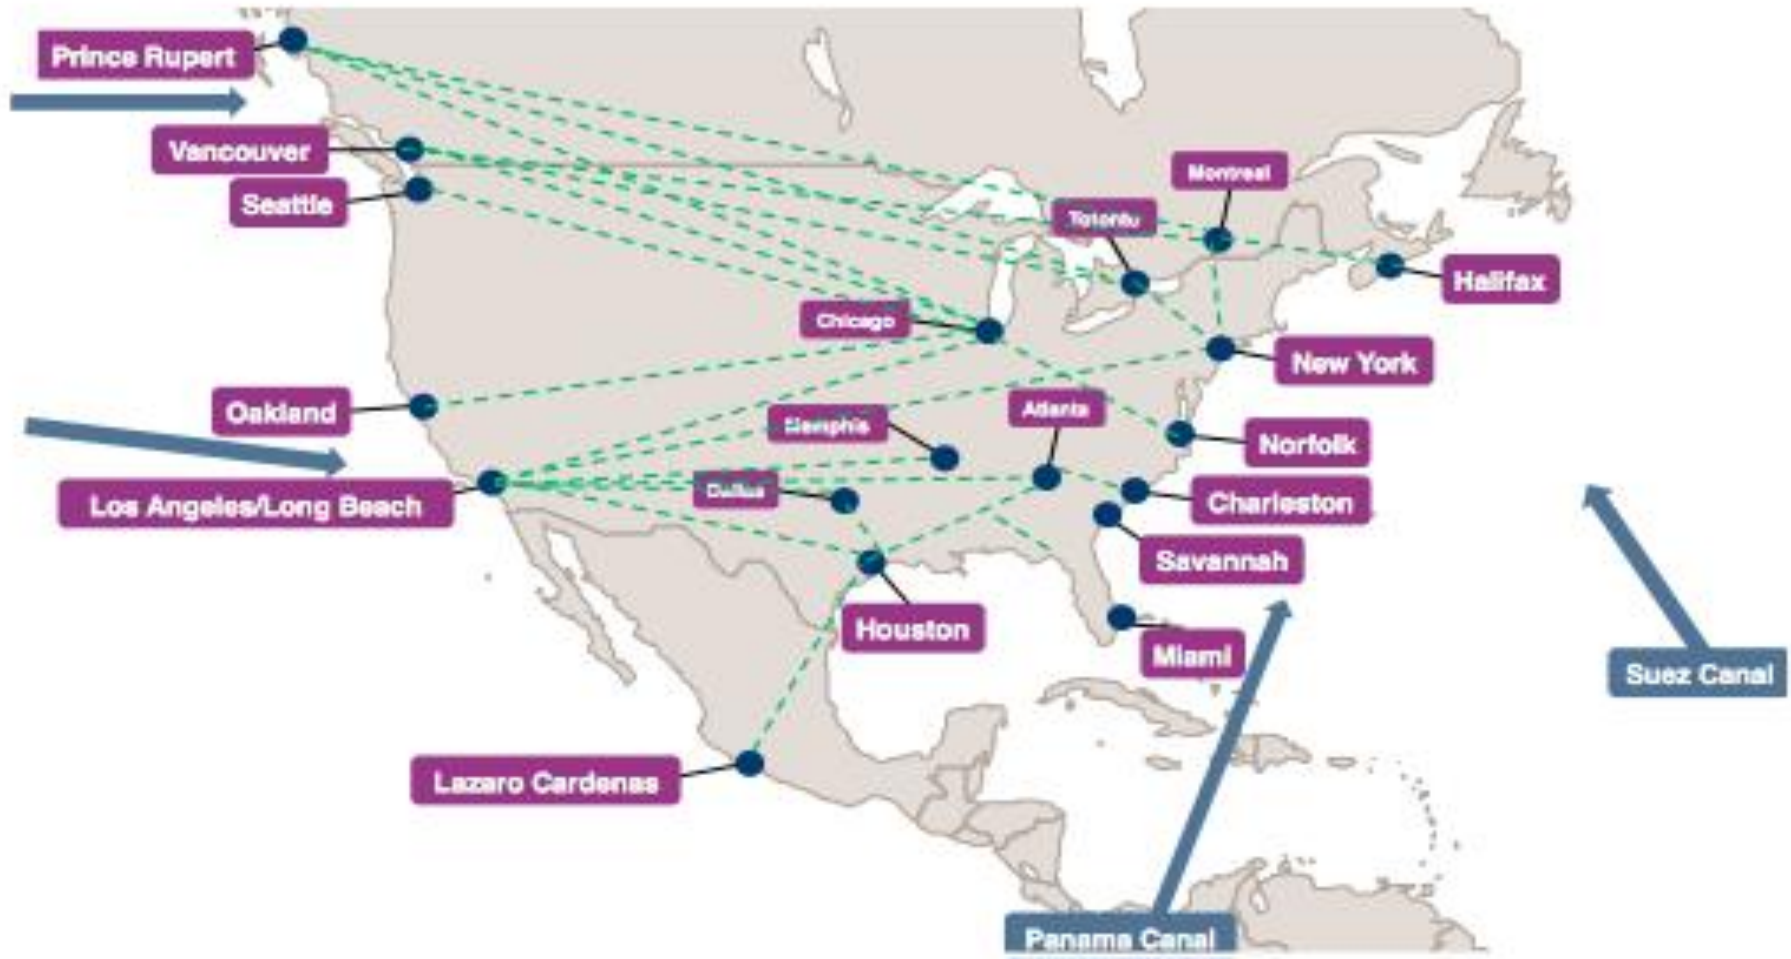 Prince Rupert
Vancouver
Seattle
Montreal
Toronto
Halifax
Chicago
New York
Oakland
Memphis
Atlanta
Norfolk
Los Angeles/Long Beach
Dallas
Charleston
Savannah
Houston
Miami
Suez Canal
Lazaro Cardenas
Panama Canal